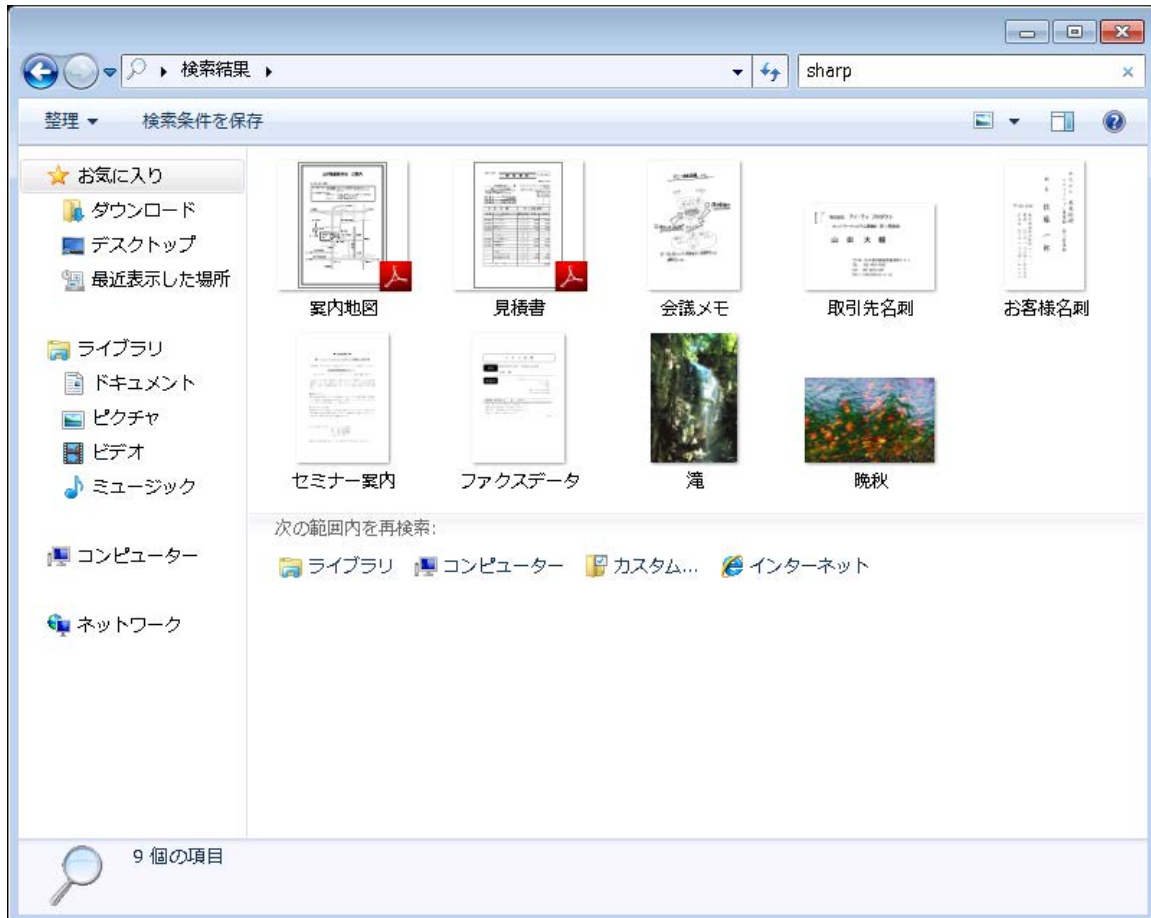 検索結果
sharp
整理
検索条件を保存
お気に入り
ダウンロード
デスクトップ
最近表示した場所
ライブラリ
ドキュメント
ピクチャ
ビデオ
ミュージック
コンピューター
ネットワーク
案内地図
見積書
会議メモ
取引先名刺
お客様名刺
セミナー案内
ファクスデータ
滝
晩秋
次の範囲内を再検索:
ライブラリ
コンピューター
カスタム...
インターネット
9 個の項目